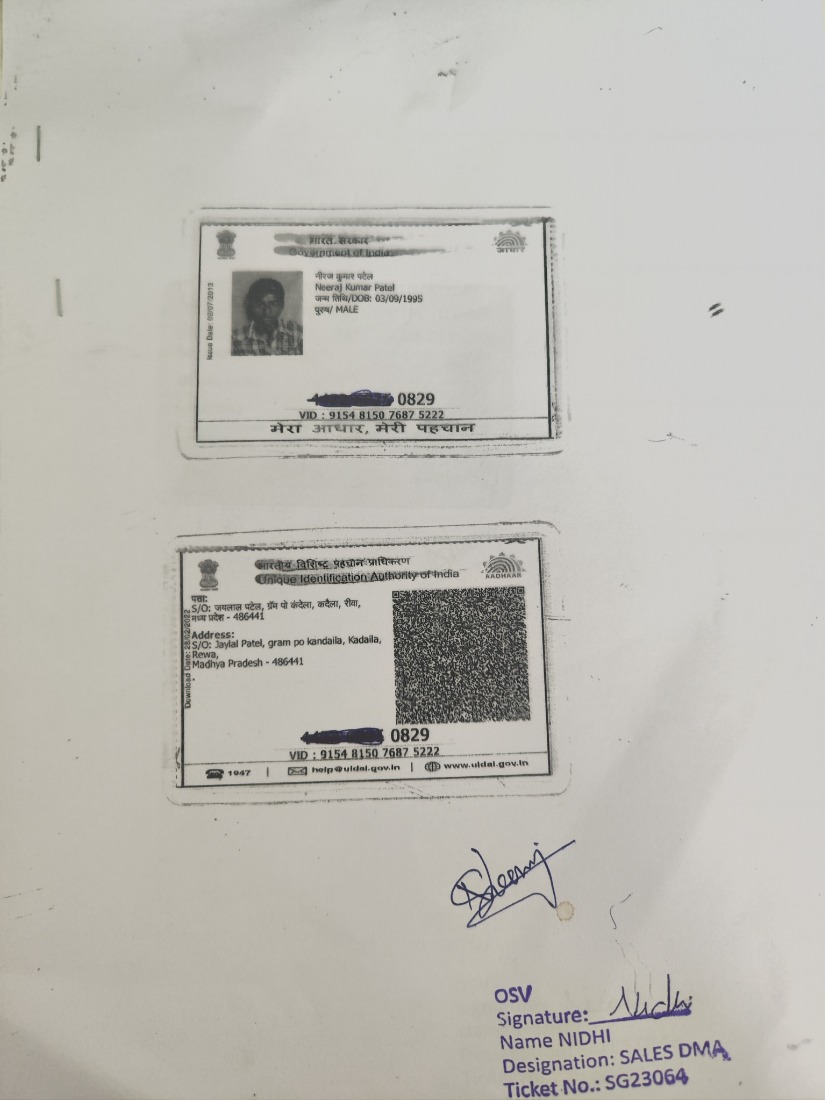 भारत सरकार
Government of India
आधार
Issue Date: 09/07/2013
नीरज कुमार पटेल
Neeraj Kumar Patel
जन्म तिथि/DOB: 03/09/1995
पुरुष/ MALE
0829
VID : 9154 8150 7687 5222
मेरा आधार, मेरी पहचान
भारतीय विशिष्ट पहचान प्राधिकरण
Unique Identification Authority of India
AADHAAR
Download Date: 28/02/2022
पता:
S/O: जयलाल पटेल, ग्रॅम पो कंदेला, कदैला, रीवा,
मध्य प्रदेश - 486441
Address:
S/O: Jaylal Patel, gram po kandaila, Kadaila,
Rewa,
Madhya Pradesh - 486441
0829
VID : 9154 8150 7687 5222
1947 | help@uidai.gov.in | www.uidai.gov.in
OSV
Signature: Nidhi
Name NIDHI
Designation: SALES DMA
Ticket No.: SG23064